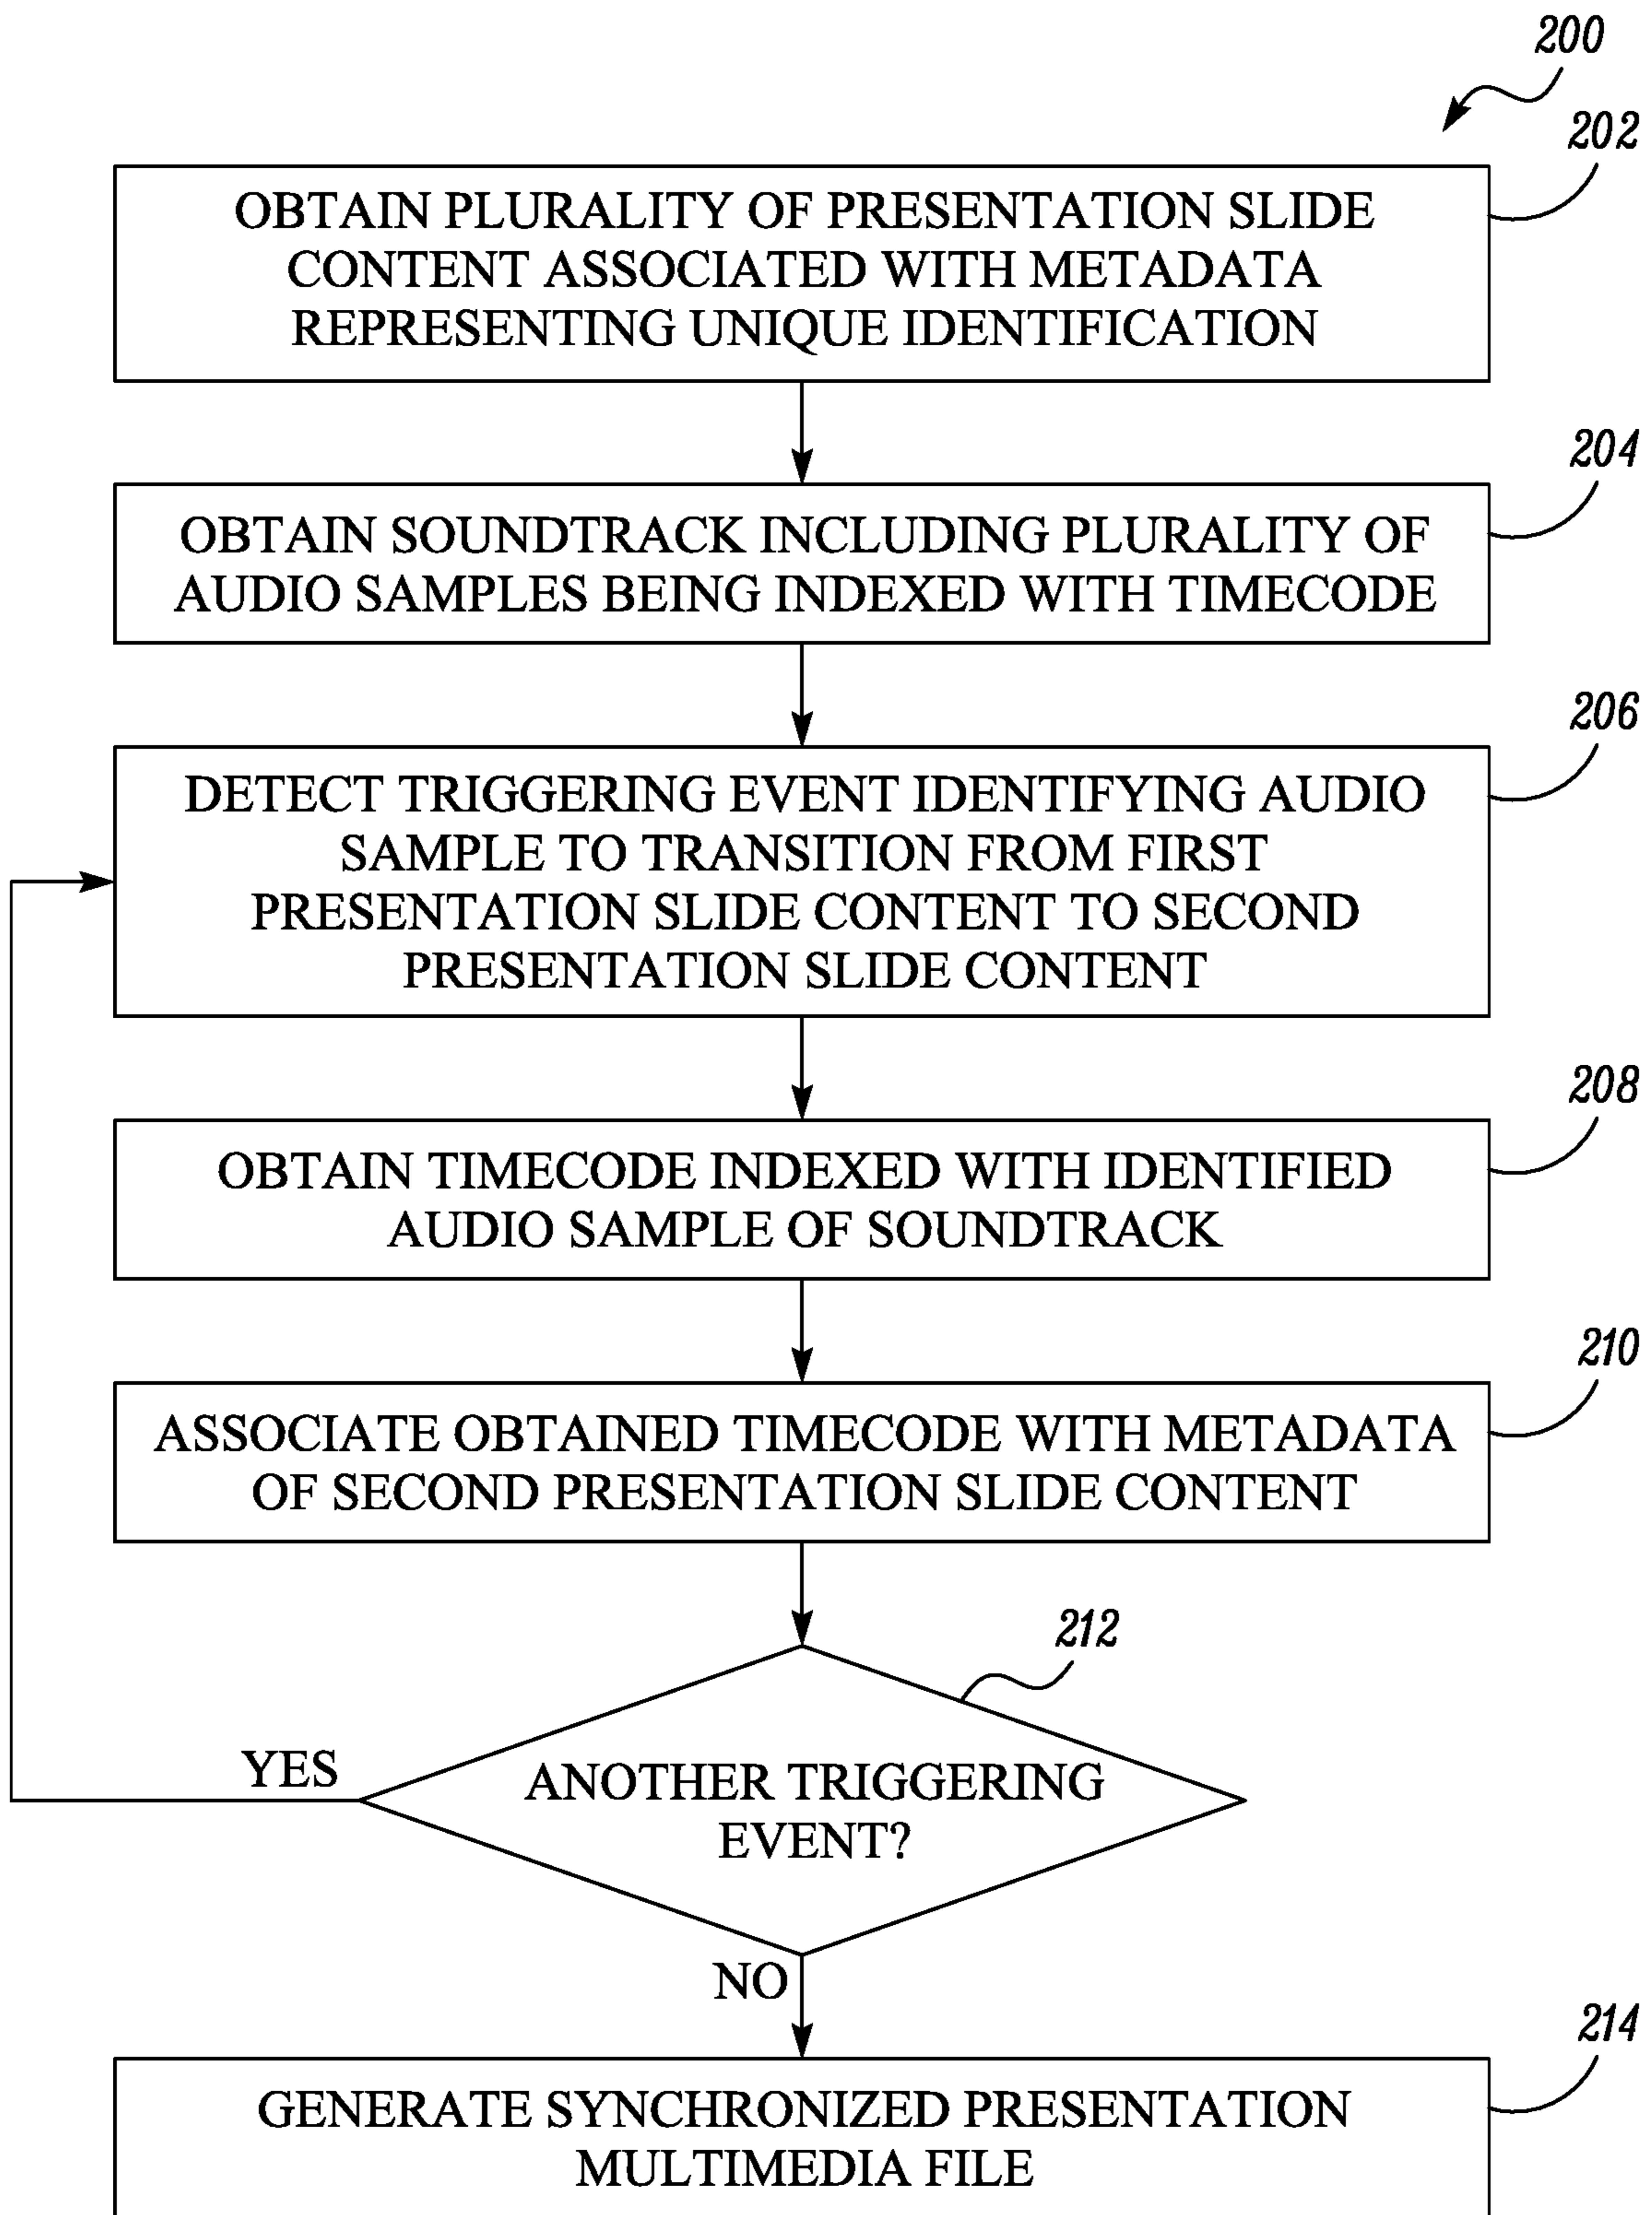 200
202
OBTAIN PLURALITY OF PRESENTATION SLIDE
CONTENT ASSOCIATED WITH METADATA
REPRESENTING UNIQUE IDENTIFICATION
204
OBTAIN SOUNDTRACK INCLUDING PLURALITY OF
AUDIO SAMPLES BEING INDEXED WITH TIMECODE
206
DETECT TRIGGERING EVENT IDENTIFYING AUDIO
SAMPLE TO TRANSITION FROM FIRST
PRESENTATION SLIDE CONTENT TO SECOND
PRESENTATION SLIDE CONTENT
208
OBTAIN TIMECODE INDEXED WITH IDENTIFIED
AUDIO SAMPLE OF SOUNDTRACK
210
ASSOCIATE OBTAINED TIMECODE WITH METADATA
OF SECOND PRESENTATION SLIDE CONTENT
212
YES
ANOTHER TRIGGERING
EVENT?
NO
214
GENERATE SYNCHRONIZED PRESENTATION
MULTIMEDIA FILE